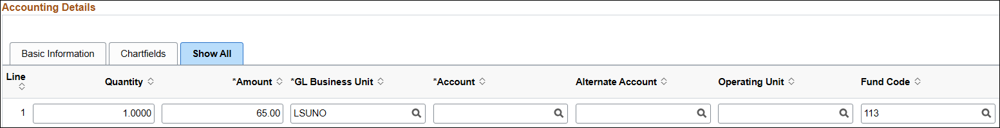 Accounting Details
Basic Information Chartfields Show All
Line Quantity *Amount *GL Business Unit *Account Alternate Account Operating Unit Fund Code
1 1.0000 65.00 LSUNO 113